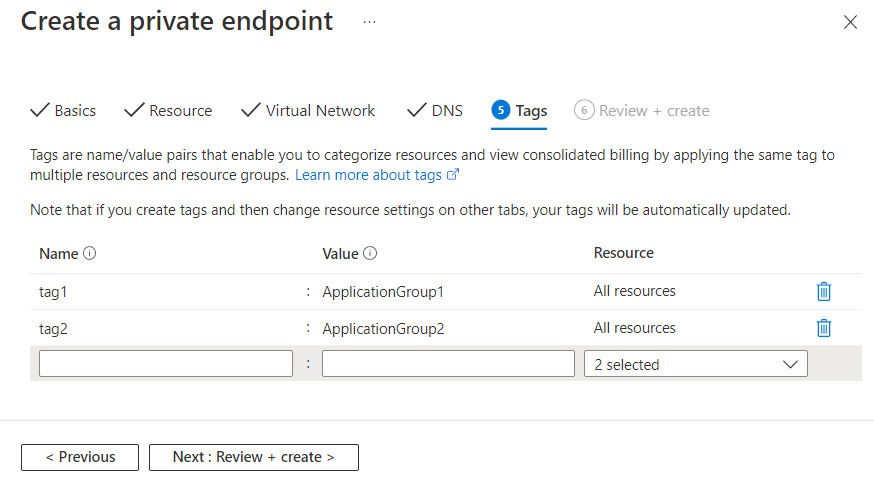 Create a private endpoint ...
Basics Resource Virtual Network DNS 5 Tags 6 Review + create
Tags are name/value pairs that enable you to categorize resources and view consolidated billing by applying the same tag to
multiple resources and resource groups. Learn more about tags
Note that if you create tags and then change resource settings on other tabs, your tags will be automatically updated.
Name Value Resource
tag1 : ApplicationGroup1 All resources
tag2 : ApplicationGroup2 All resources
: 2 selected
< Previous Next : Review + create >